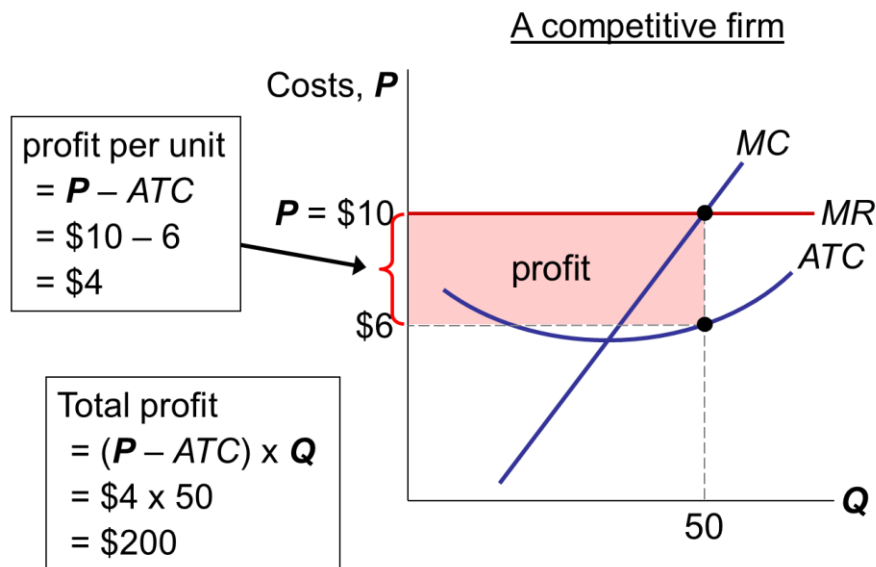 A competitive firm
Costs, P
profit per unit
= P – ATC
= $10 – 6
= $4
MC
P = $10
MR
profit
ATC
$6
Total profit
= (P – ATC) x Q
= $4 x 50
= $200
Q
50